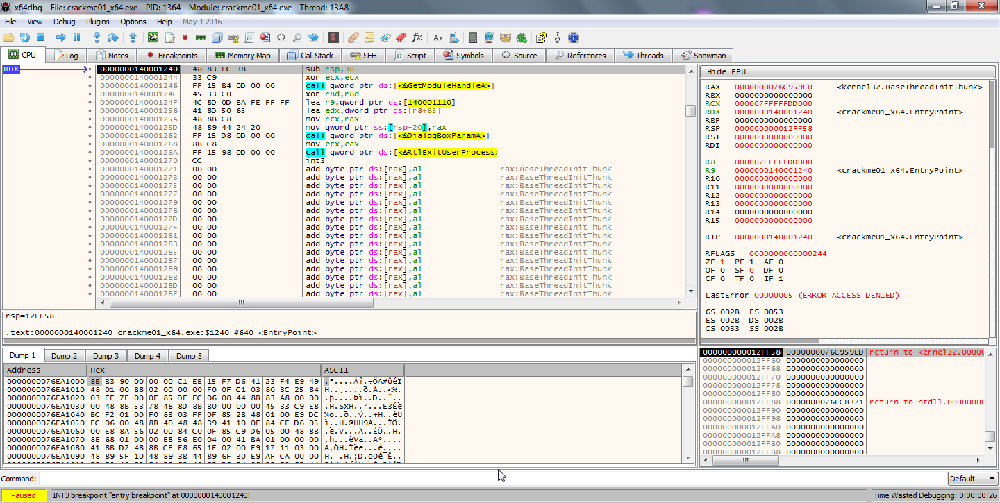 x64dbg - File: crackme01_x64.exe - PID: 1364 - Module: crackme01_x64.exe - Thread: 13A8
File View Debug Plugins Options Help May 1 2016
CPU Log Notes Breakpoints Memory Map Call Stack SEH Script Symbols Source References Threads Snowman
RDX
0000000140001240 48 83 EC 38 sub rsp,38
0000000140001244 33 C9 xor ecx,ecx
0000000140001246 FF 15 B4 0D 00 00 call qword ptr ds:[<&GetModuleHandleA>]
000000014000124C 45 33 C0 xor r8d,r8d
000000014000124F 4C 8D 0D BA FE FF FF lea r9,qword ptr ds:[140001110]
0000000140001256 41 8D 50 65 lea edx,dword ptr ds:[r8+65]
000000014000125A 48 8B C8 mov rcx,rax
000000014000125D 48 89 44 24 20 mov qword ptr ss:[rsp+20],rax
0000000140001262 FF 15 D8 0D 00 00 call qword ptr ds:[<&DialogBoxParamA>]
0000000140001268 8B C8 mov ecx,eax
000000014000126A FF 15 98 0D 00 00 call qword ptr ds:[<&RtlExitUserProcess>
0000000140001270 CC int3
0000000140001271 00 00 add byte ptr ds:[rax],al rax:BaseThreadInitThunk
0000000140001273 00 00 add byte ptr ds:[rax],al rax:BaseThreadInitThunk
0000000140001275 00 00 add byte ptr ds:[rax],al rax:BaseThreadInitThunk
0000000140001277 00 00 add byte ptr ds:[rax],al rax:BaseThreadInitThunk
0000000140001279 00 00 add byte ptr ds:[rax],al rax:BaseThreadInitThunk
000000014000127B 00 00 add byte ptr ds:[rax],al rax:BaseThreadInitThunk
000000014000127D 00 00 add byte ptr ds:[rax],al rax:BaseThreadInitThunk
000000014000127F 00 00 add byte ptr ds:[rax],al rax:BaseThreadInitThunk
0000000140001281 00 00 add byte ptr ds:[rax],al rax:BaseThreadInitThunk
0000000140001283 00 00 add byte ptr ds:[rax],al rax:BaseThreadInitThunk
0000000140001285 00 00 add byte ptr ds:[rax],al rax:BaseThreadInitThunk
0000000140001287 00 00 add byte ptr ds:[rax],al rax:BaseThreadInitThunk
0000000140001289 00 00 add byte ptr ds:[rax],al rax:BaseThreadInitThunk
000000014000128B 00 00 add byte ptr ds:[rax],al rax:BaseThreadInitThunk
000000014000128D 00 00 add byte ptr ds:[rax],al rax:BaseThreadInitThunk
000000014000128F 00 00 add byte ptr ds:[rax],al rax:BaseThreadInitThunk
Hide FPU
RAX 0000000076C959E0 <kernel32.BaseThreadInitThunk>
RBX 0000000000000000
RCX 000007FFFFFDD000
RDX 0000000140001240 <crackme01_x64.EntryPoint>
RBP 0000000000000000
RSP 000000000012FF58
RSI 0000000000000000
RDI 0000000000000000
R8 000007FFFFFDD000
R9 0000000140001240 <crackme01_x64.EntryPoint>
R10 0000000000000000
R11 0000000000000000
R12 0000000000000000
R13 0000000000000000
R14 0000000000000000
R15 0000000000000000
RIP 0000000140001240 <crackme01_x64.EntryPoint>
RFLAGS 0000000000000244
ZF 1 PF 1 AF 0
OF 0 SF 0 DF 0
CF 0 TF 0 IF 1
LastError 00000005 (ERROR_ACCESS_DENIED)
GS 002B FS 0053
ES 002B DS 002B
CS 0033 SS 002B
rsp=12FF58
.text:0000000140001240 crackme01_x64.exe:$1240 #640 <EntryPoint>
Dump 1 Dump 2 Dump 3 Dump 4 Dump 5
Address Hex ASCII
0000000076EA1000 8B B3 90 00 00 00 C1 EE 15 F7 D6 41 23 F4 E9 49
0000000076EA1010 48 01 00 B8 02 00 00 00 F0 0F C1 03 80 3C 25 84
0000000076EA1020 03 FE 7F 00 0F 85 DE EC 06 00 44 8B 83 A8 00 00
0000000076EA1030 00 48 8B 53 78 48 8D 8B B0 00 00 00 45 33 C9 E8
0000000076EA1040 BC F2 01 00 F0 83 03 FF 0F 85 2B 48 01 00 E9 DC
0000000076EA1050 EC 06 00 48 8B 40 48 48 39 41 10 0F 84 CE D6 05
0000000076EA1060 00 E8 8A 56 02 00 84 C0 0F 85 C9 D6 05 00 48 8B
0000000076EA1070 8E 68 01 00 00 E8 56 E0 04 00 41 BA 01 00 00 00
0000000076EA1080 41 8B D2 48 8B CE E8 65 1E 02 00 E9 17 11 03 00
0000000076EA1090 48 89 5F 10 48 89 3B 44 89 6F 30 E9 AF CA 00 00
000000000012FF58 0000000076C959ED return to kernel32.00000
000000000012FF60 0000000000000000
000000000012FF68 0000000000000000
000000000012FF70 0000000000000000
000000000012FF78 0000000000000000
000000000012FF80 0000000000000000
000000000012FF88 0000000076ECB371 return to ntdll.00000000
000000000012FF90 0000000000000000
000000000012FF98 0000000000000000
000000000012FFA0 0000000000000000
000000000012FFA8 0000000000000000
000000000012FFB0 0000000000000000
000000000012FFB8 0000000000000000
Command: Default
Paused INT3 breakpoint "entry breakpoint" at 0000000140001240! Time Wasted Debugging: 0:00:00:26